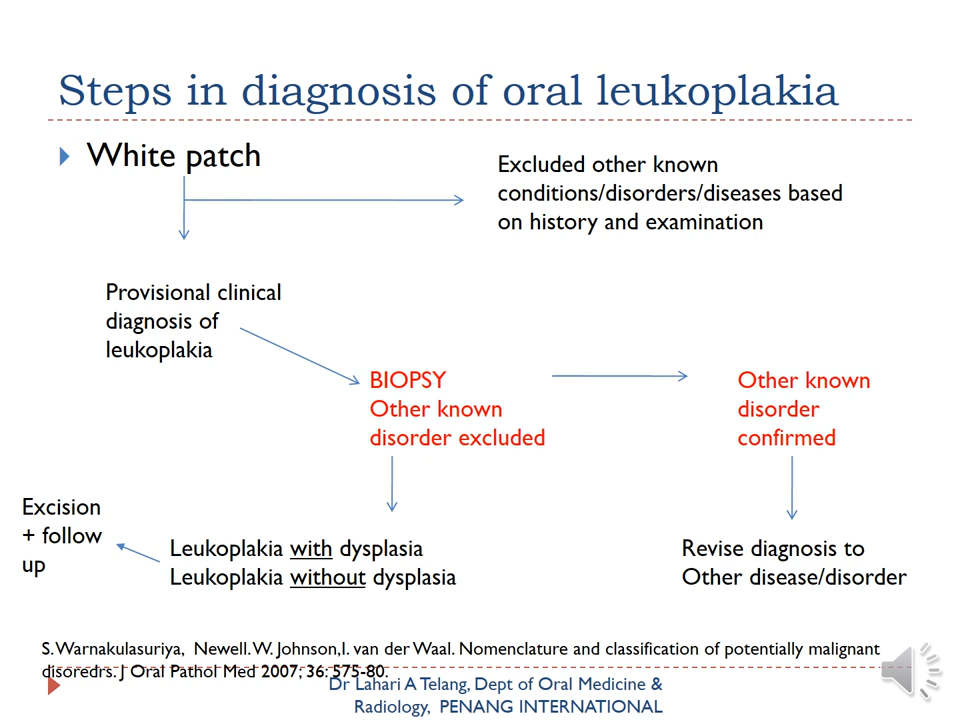 Steps in diagnosis of oral leukoplakia
White patch
Excluded other known
conditions/disorders/diseases based
on history and examination
Provisional clinical
diagnosis of
leukoplakia
BIOPSY
Other known
disorder excluded
Other known
disorder
confirmed
Excision
+ follow
up
Leukoplakia with dysplasia
Leukoplakia without dysplasia
Revise diagnosis to
Other disease/disorder
S. Warnakulasuriya, Newell. W. Johnson,I. van der Waal. Nomenclature and classification of potentially malignant
disoredrs. J Oral Pathol Med 2007; 36: 575-80.
Dr Lahari A Telang, Dept of Oral Medicine &
Radiology, PENANG INTERNATIONAL